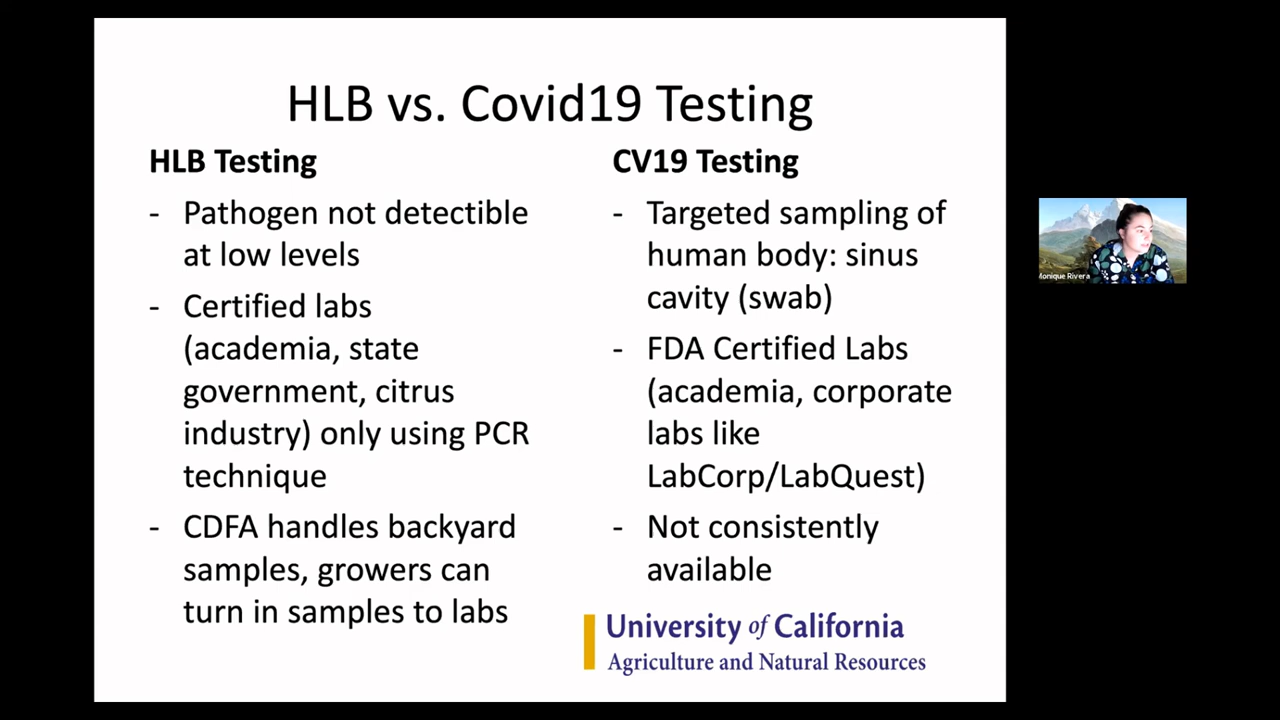 HLB vs. Covid19 Testing
HLB Testing
- Pathogen not detectible
at low levels
- Certified labs
(academia, state
government, citrus
industry) only using PCR
technique
- CDFA handles backyard
samples, growers can
turn in samples to labs
CV19 Testing
- Targeted sampling of
human body: sinus
cavity (swab)
- FDA Certified Labs
(academia, corporate
labs like
LabCorp/LabQuest)
- Not consistently
available
University of California
Agriculture and Natural Resources
Monique Rivera